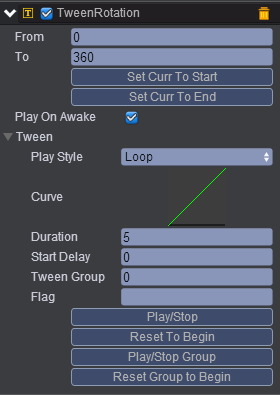 T TweenRotation
From 0
To 360
Set Curr To Start
Set Curr To End
Play On Awake
Tween
Play Style Loop
Curve
Duration 5
Start Delay 0
Tween Group 0
Flag
Play/Stop
Reset To Begin
Play/Stop Group
Reset Group to Begin